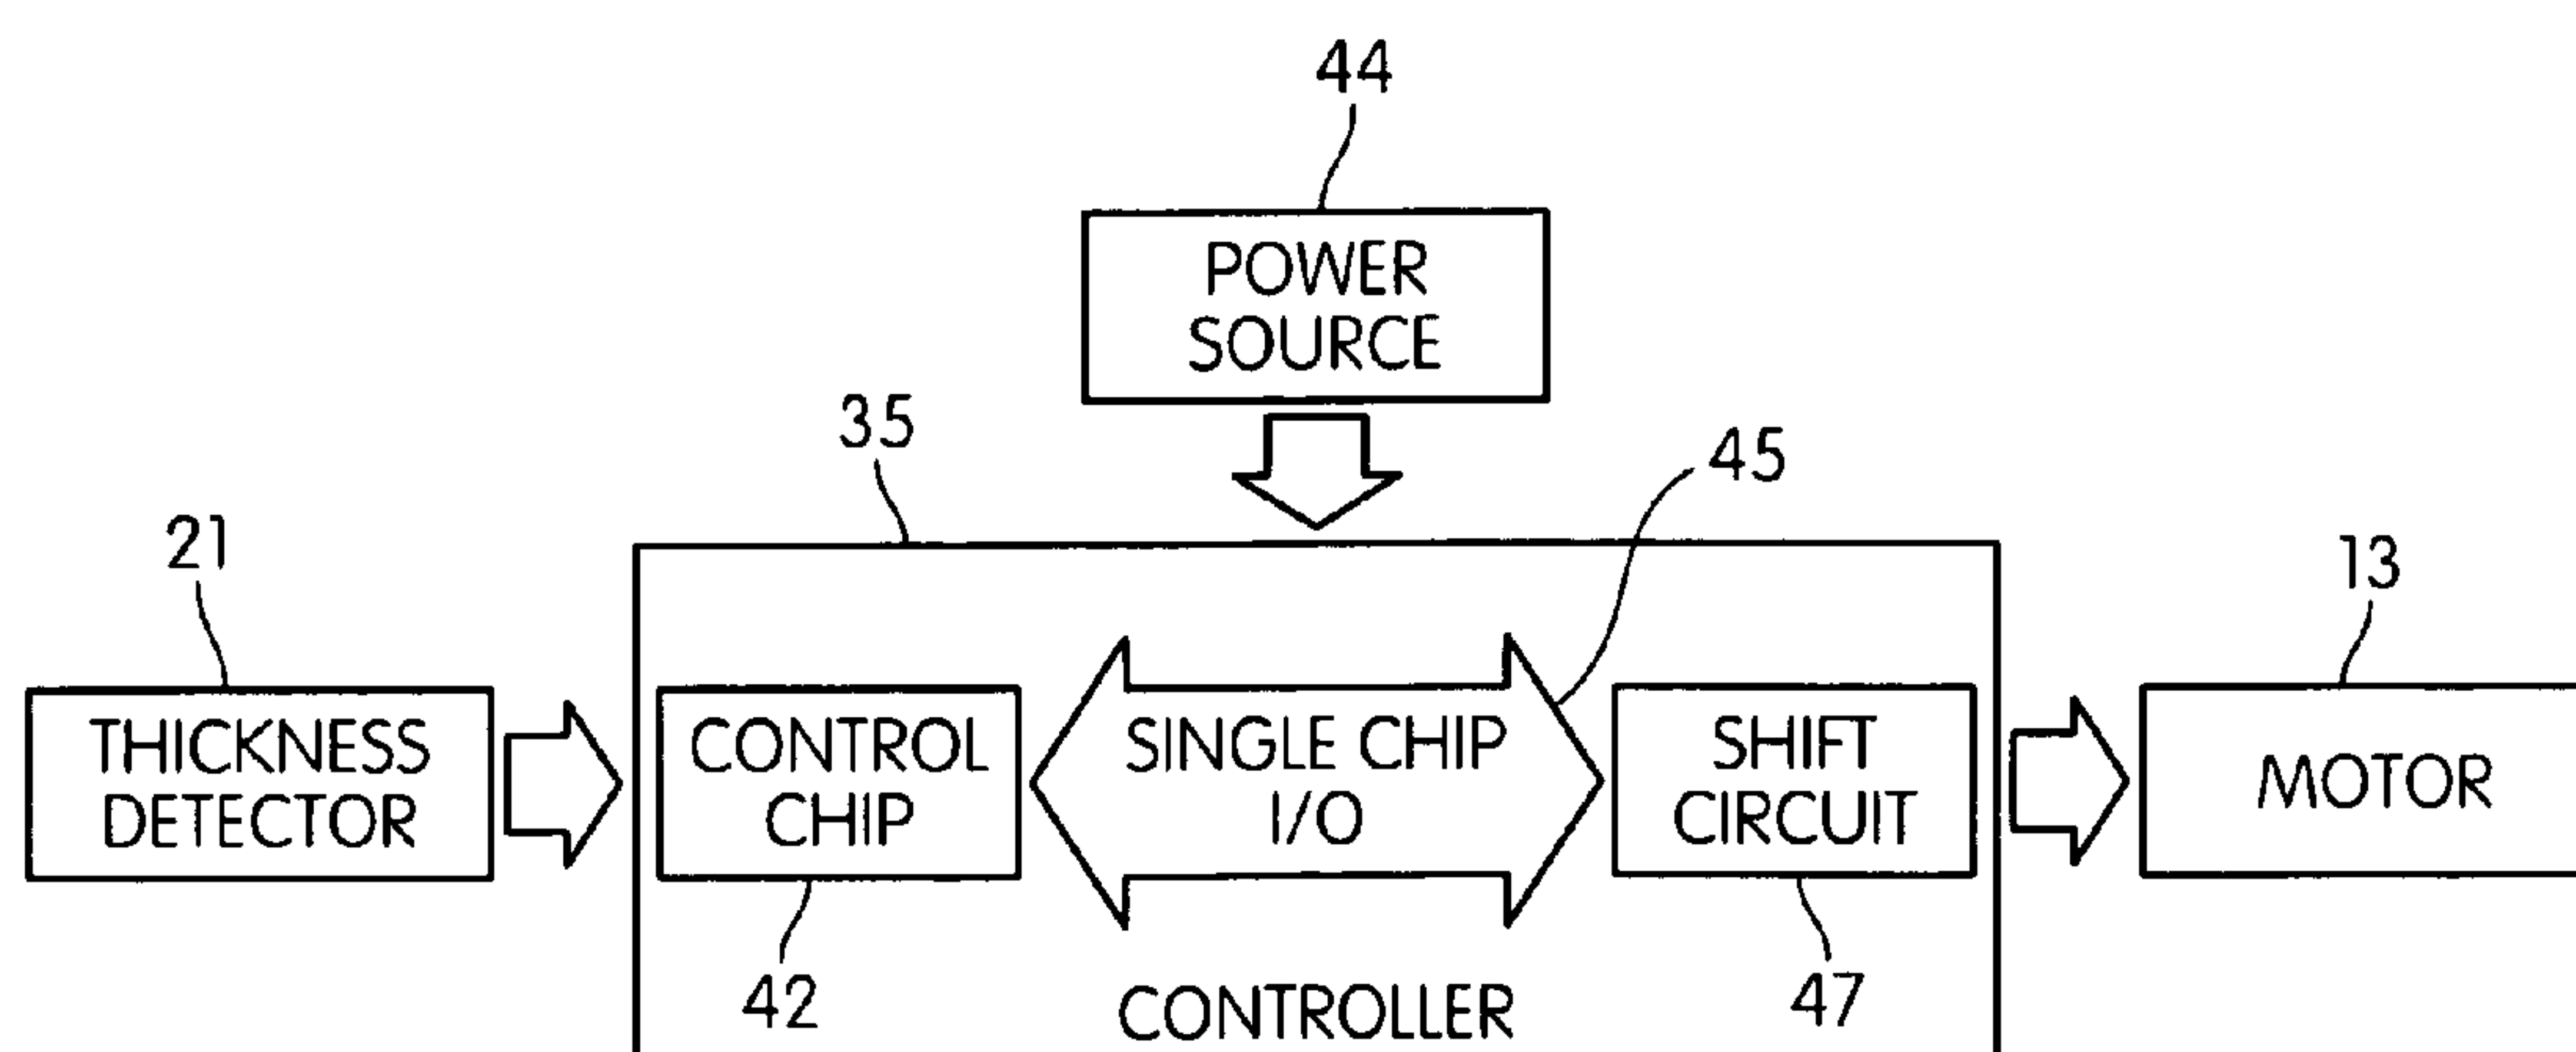 44
POWER
SOURCE
35
45
21
13
THICKNESS
DETECTOR
CONTROL
CHIP
SINGLE CHIP
I/O
SHIFT
CIRCUIT
MOTOR
42
47
CONTROLLER